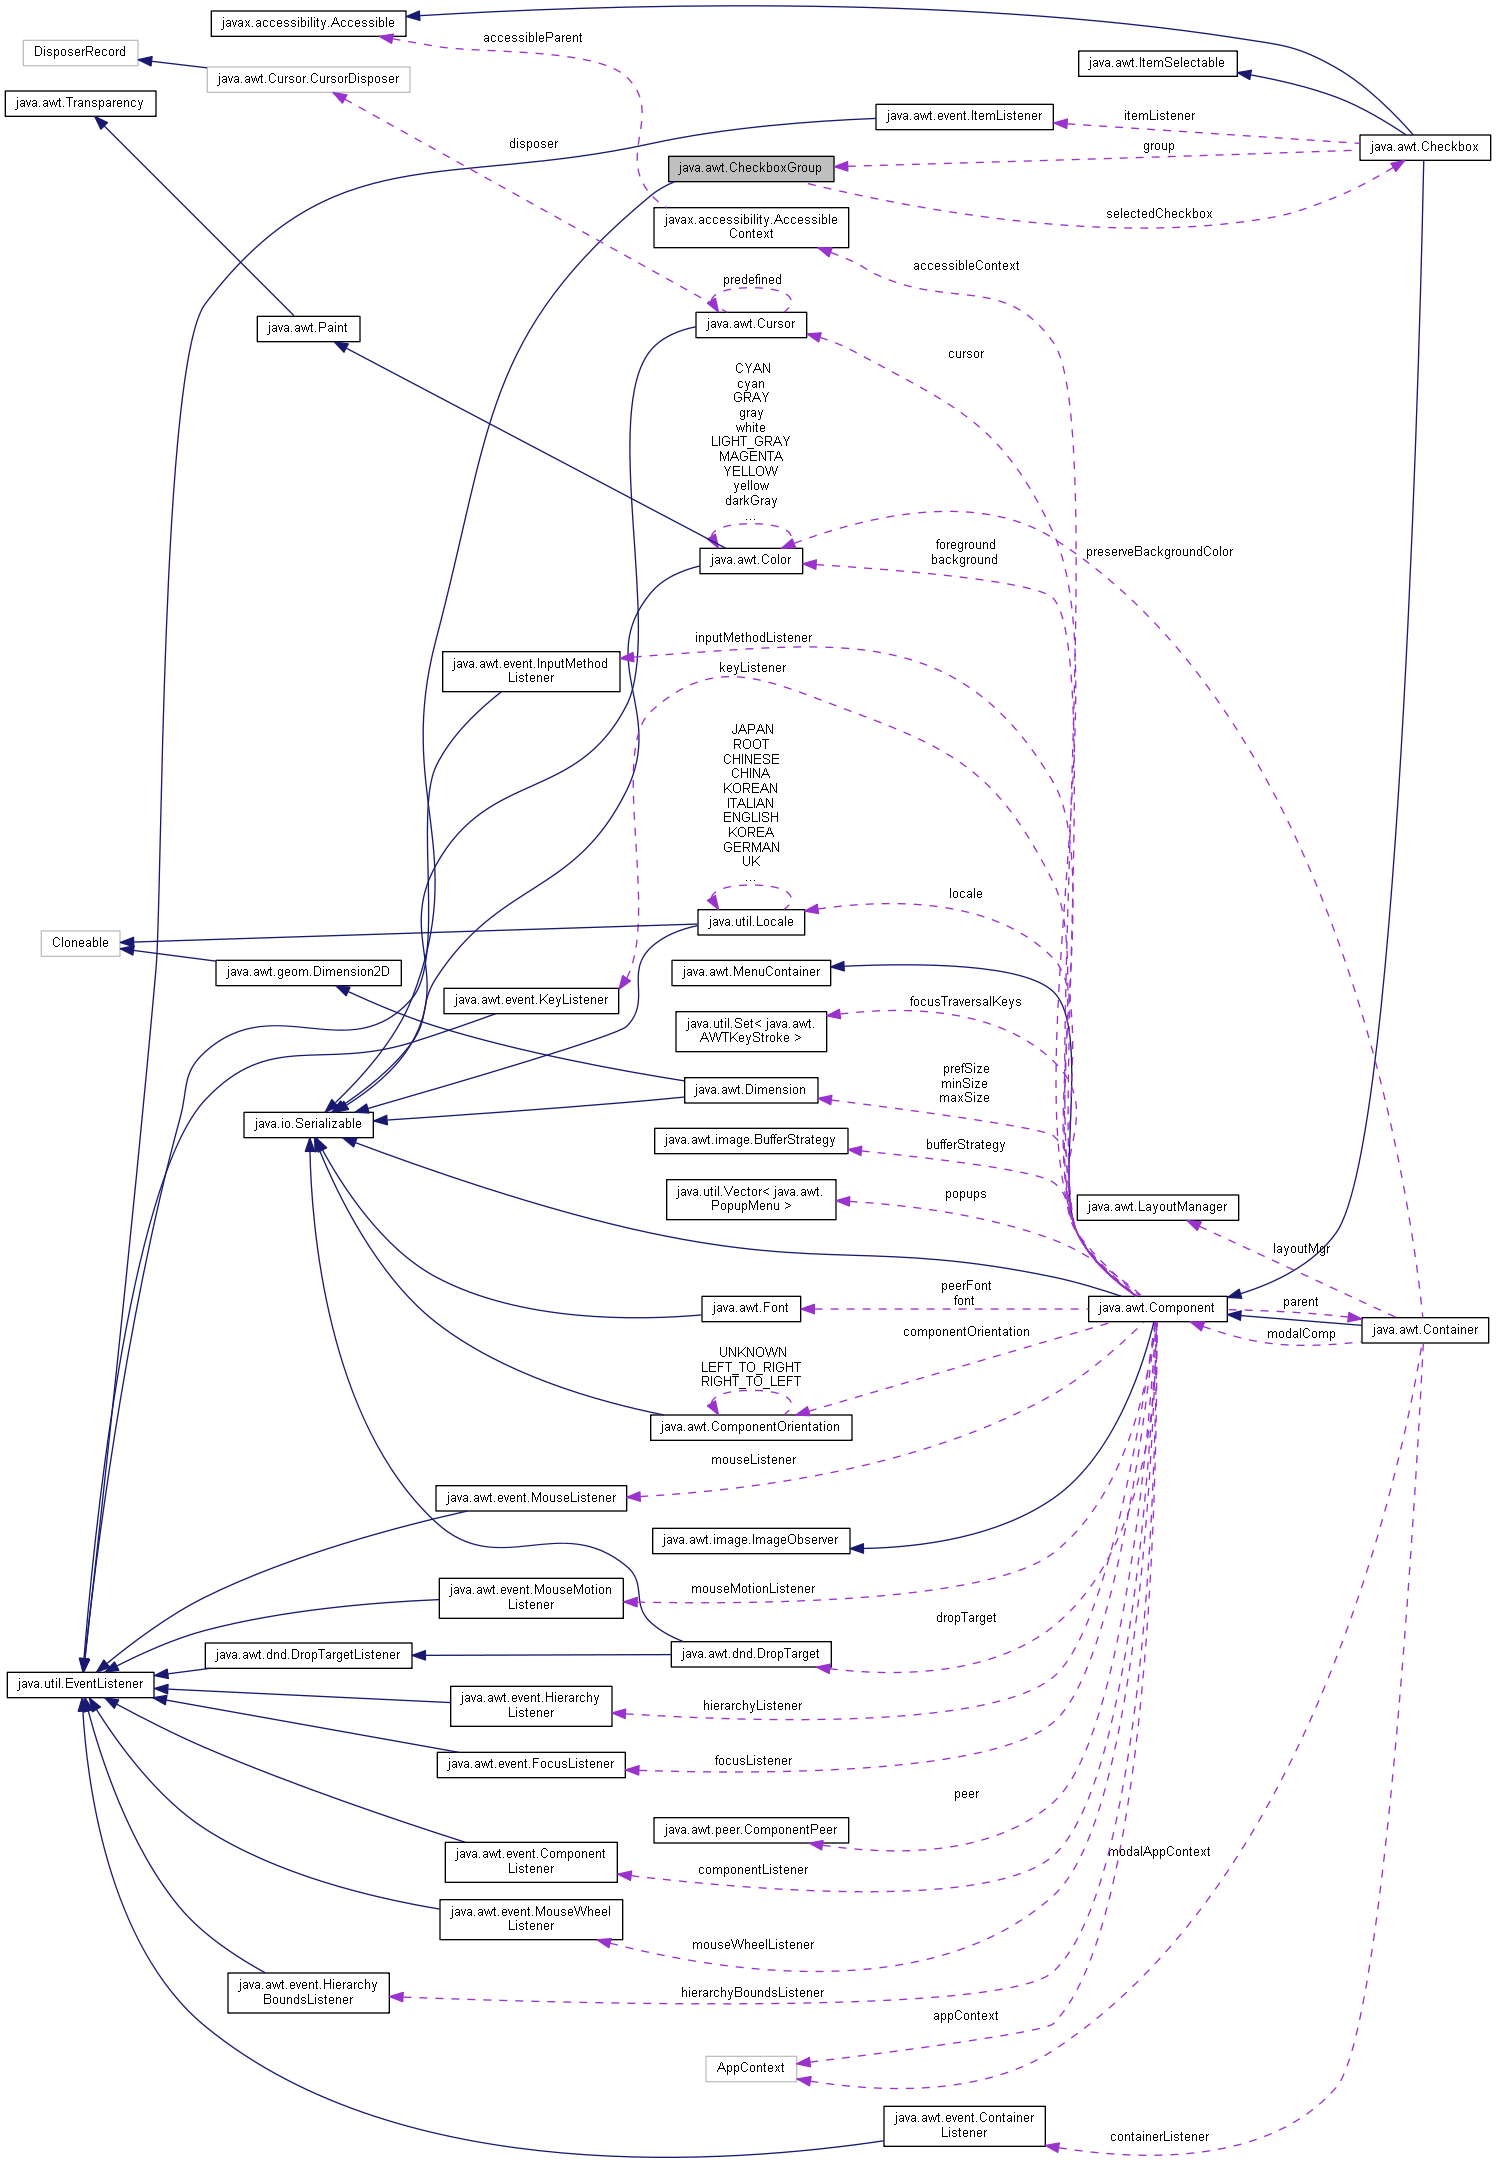 javax.accessibility.Accessible
accessibleParent
DisposerRecord
java.awt.ItemSelectable
java.awt.Cursor.CursorDisposer
java.awt.Transparency
java.awt.event.ItemListener
itemListener
disposer
group
java.awt.Checkbox
java.awt.CheckboxGroup
selectedCheckbox
javax.accessibility.Accessible
Context
accessibleContext
predefined
java.awt.Paint
java.awt.Cursor
cursor
CYAN
cyan
GRAY
gray
white
LIGHT_GRAY
MAGENTA
YELLOW
yellow
darkGray
...
java.awt.Color
foreground
background
preserveBackgroundColor
inputMethodListener
java.awt.event.InputMethod
Listener
keyListener
JAPAN
ROOT
CHINESE
CHINA
KOREAN
ITALIAN
ENGLISH
KOREA
GERMAN
UK
...
locale
java.util.Locale
Cloneable
java.awt.geom.Dimension2D
java.awt.MenuContainer
java.awt.event.KeyListener
focusTraversalKeys
java.util.Set< java.awt.
AWTKeyStroke >
prefSize
minSize
maxSize
java.awt.Dimension
java.io.Serializable
java.awt.image.BufferStrategy
bufferStrategy
java.util.Vector< java.awt.
PopupMenu >
popups
java.awt.LayoutManager
layoutMgr
peerFont
font
java.awt.Font
java.awt.Component
parent
modalComp
java.awt.Container
componentOrientation
UNKNOWN
LEFT_TO_RIGHT
RIGHT_TO_LEFT
java.awt.ComponentOrientation
mouseListener
java.awt.event.MouseListener
java.awt.image.ImageObserver
java.awt.event.MouseMotion
Listener
mouseMotionListener
dropTarget
java.awt.dnd.DropTargetListener
java.awt.dnd.DropTarget
java.util.EventListener
java.awt.event.Hierarchy
Listener
hierarchyListener
java.awt.event.FocusListener
focusListener
peer
java.awt.peer.ComponentPeer
java.awt.event.Component
Listener
componentListener
modalAppContext
java.awt.event.MouseWheel
Listener
mouseWheelListener
java.awt.event.Hierarchy
BoundsListener
hierarchyBoundsListener
appContext
AppContext
java.awt.event.Container
Listener
containerListener